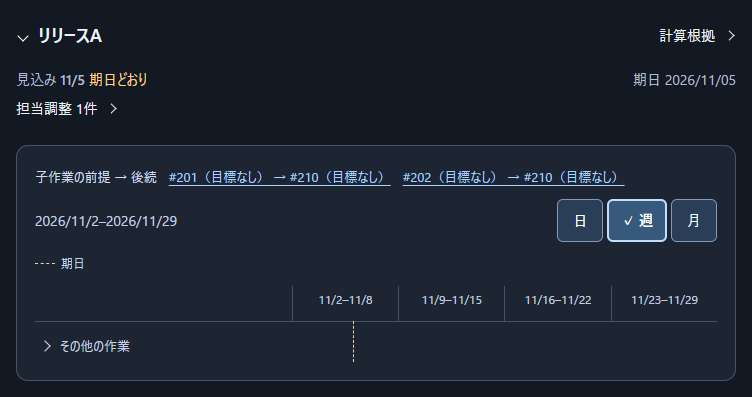 リリースA
計算根拠
見込み 11/5 期日どおり
期日 2026/11/05
担当調整 1件
子作業の前提 → 後続 #201（目標なし） → #210（目標なし） #202（目標なし） → #210（目標なし）
2026/11/2–2026/11/29
日 ✓ 週 月
---- 期日
11/2–11/8 11/9–11/15 11/16–11/22 11/23–11/29
その他の作業